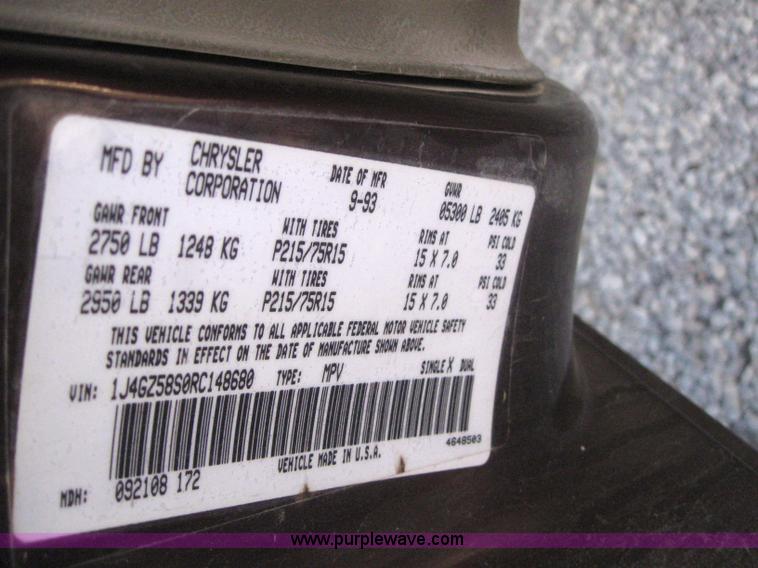 MFD BY CHRYSLER CORPORATION
DATE OF MFR 9-93
GVWR 05300 LB 2405 KG
GAWR FRONT WITH TIRES RIMS AT PSI COLD
2750 LB 1248 KG P215/75R15 15 X 7.0 33
GAWR REAR WITH TIRES RIMS AT PSI COLD
2950 LB 1339 KG P215/75R15 15 X 7.0 33
THIS VEHICLE CONFORMS TO ALL APPLICABLE FEDERAL MOTOR VEHICLE SAFETY
STANDARDS IN EFFECT ON THE DATE OF MANUFACTURE SHOWN ABOVE.
VIN: 1J4GZ58S0RC148680 TYPE: MPV SINGLE X DUAL
4648503
VEHICLE MADE IN U.S.A.
MDH: 092108 172
www.purplewave.com